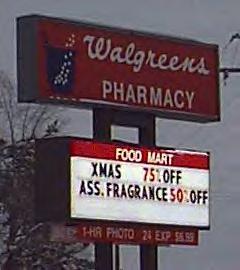 Walgreens
PHARMACY
FOOD MART
XMAS 75% OFF
ASS. FRAGRANCE 50% OFF
1-HR PHOTO 24 EXP $6.99